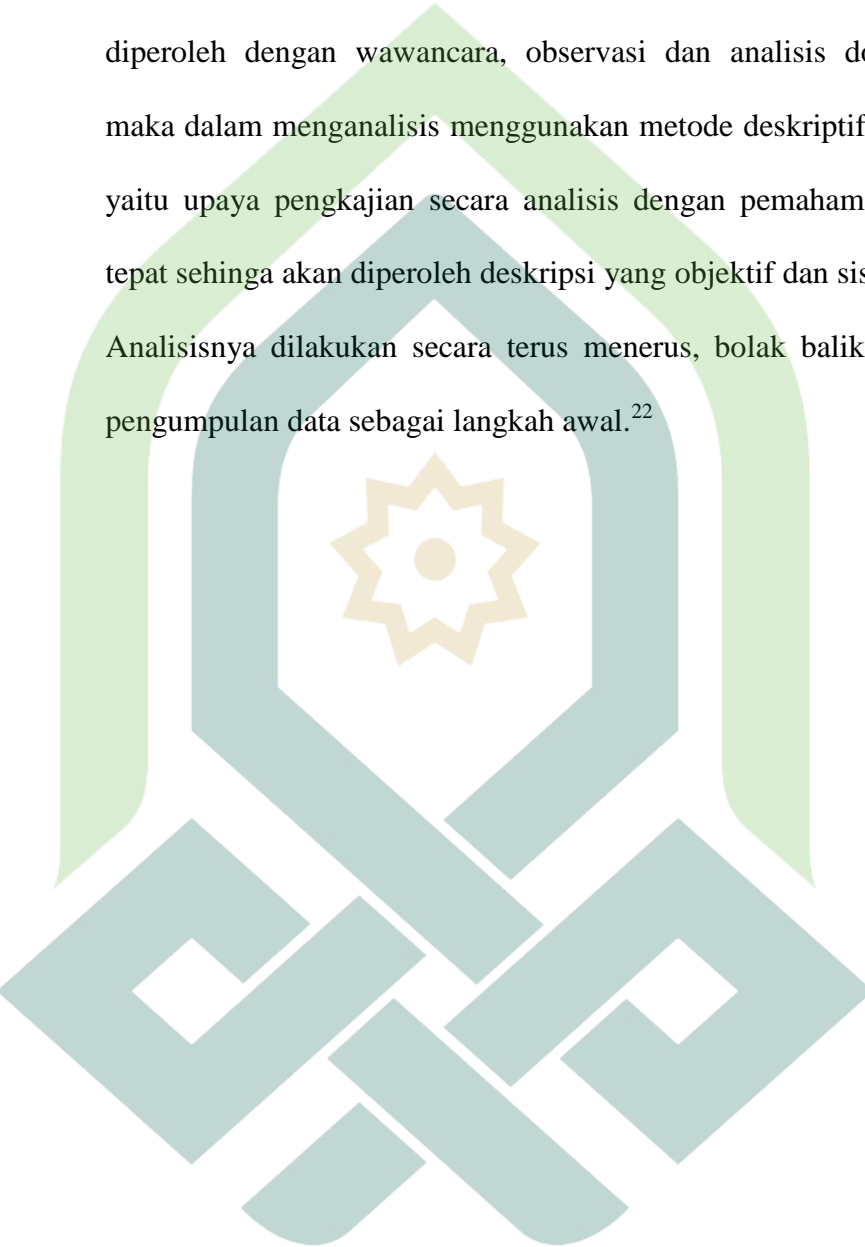 diperoleh dengan wawancara, observasi dan analisis do
maka dalam menganalisis menggunakan metode deskriptif
yaitu upaya pengkajian secara analisis dengan pemaham
tepat sehinga akan diperoleh deskripsi yang objektif dan sis
Analisisnya dilakukan secara terus menerus, bolak balik
pengumpulan data sebagai langkah awal.22